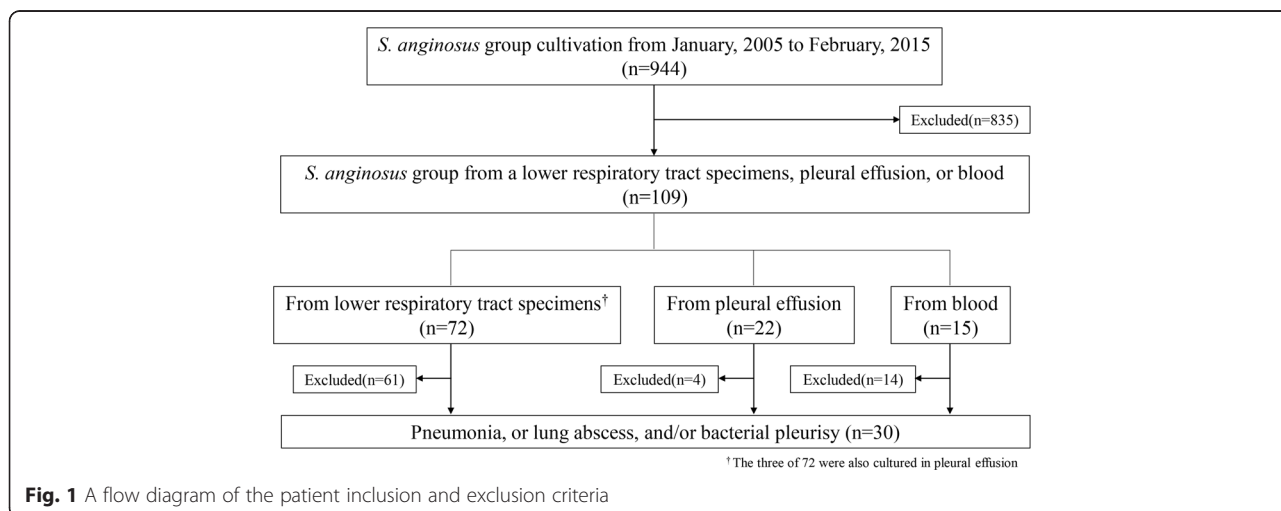 S. anginosus group cultivation from January, 2005 to February, 2015
(n=944)
Excluded(n=835)
S. anginosus group from a lower respiratory tract specimens, pleural effusion, or blood
(n=109)
From lower respiratory tract specimens†
(n=72)
From pleural effusion
(n=22)
From blood
(n=15)
Excluded(n=61)
Excluded(n=4)
Excluded(n=14)
Pneumonia, or lung abscess, and/or bacterial pleurisy (n=30)
† The three of 72 were also cultured in pleural effusion
Fig. 1 A flow diagram of the patient inclusion and exclusion criteria